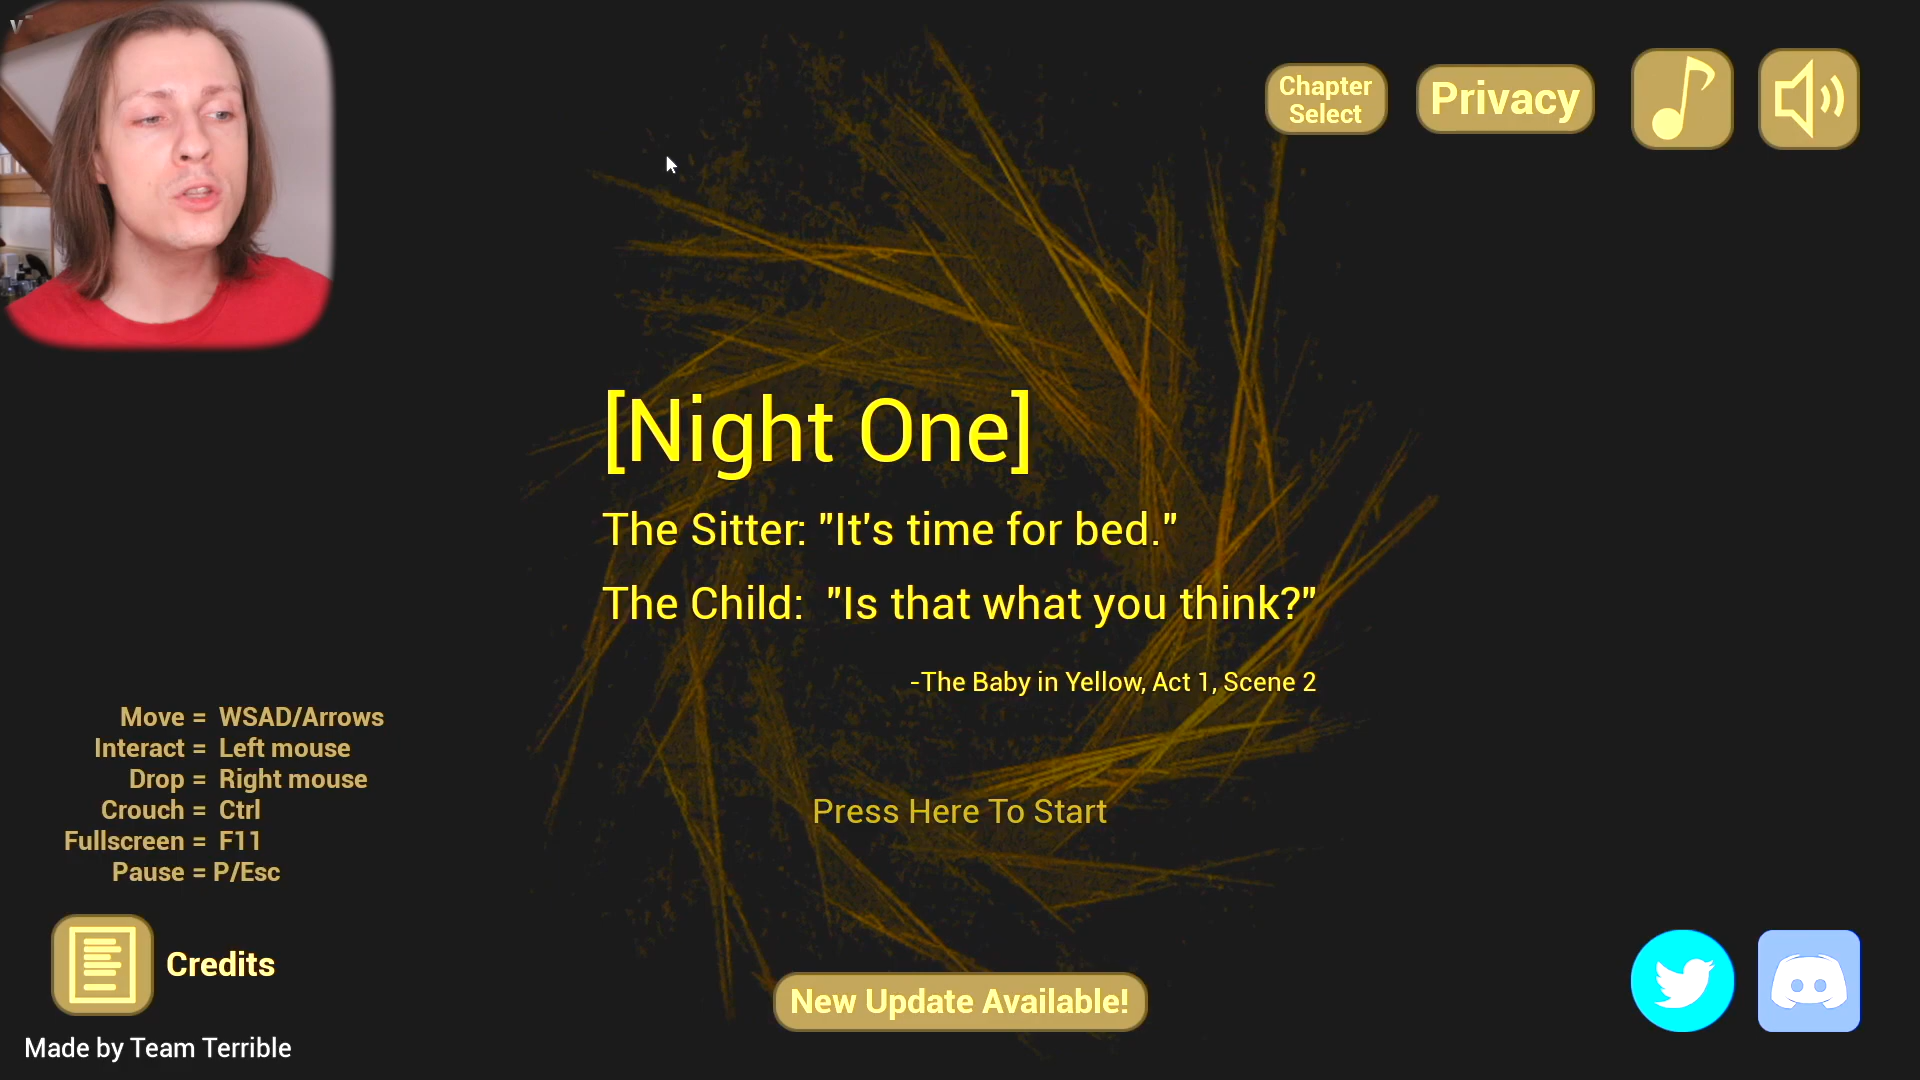 Chapter
Select
Privacy
[Night One]
The Sitter: "It's time for bed."
The Child: "Is that what you think?"
-The Baby in Yellow, Act 1, Scene 2
Move = WSAD/Arrows
Interact = Left mouse
Drop = Right mouse
Crouch = Ctrl
Fullscreen = F11
Pause = P/Esc
Press Here To Start
Credits
New Update Available!
Made by Team Terrible